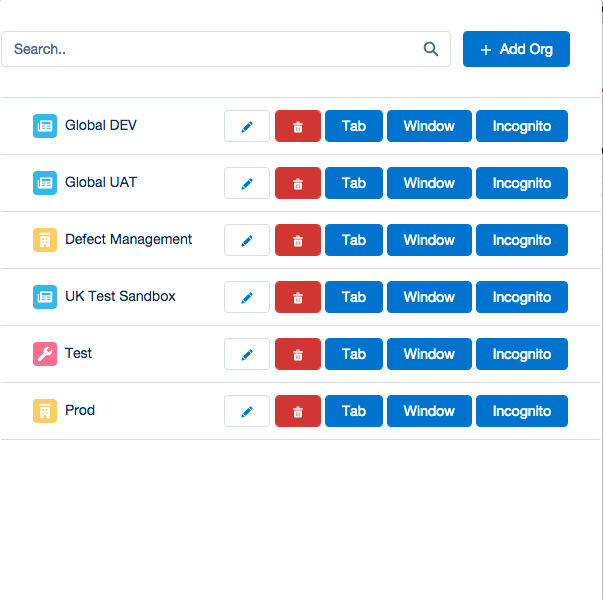 Search..
+ Add Org
Global DEV Tab Window Incognito
Global UAT Tab Window Incognito
Defect Management Tab Window Incognito
UK Test Sandbox Tab Window Incognito
Test Tab Window Incognito
Prod Tab Window Incognito